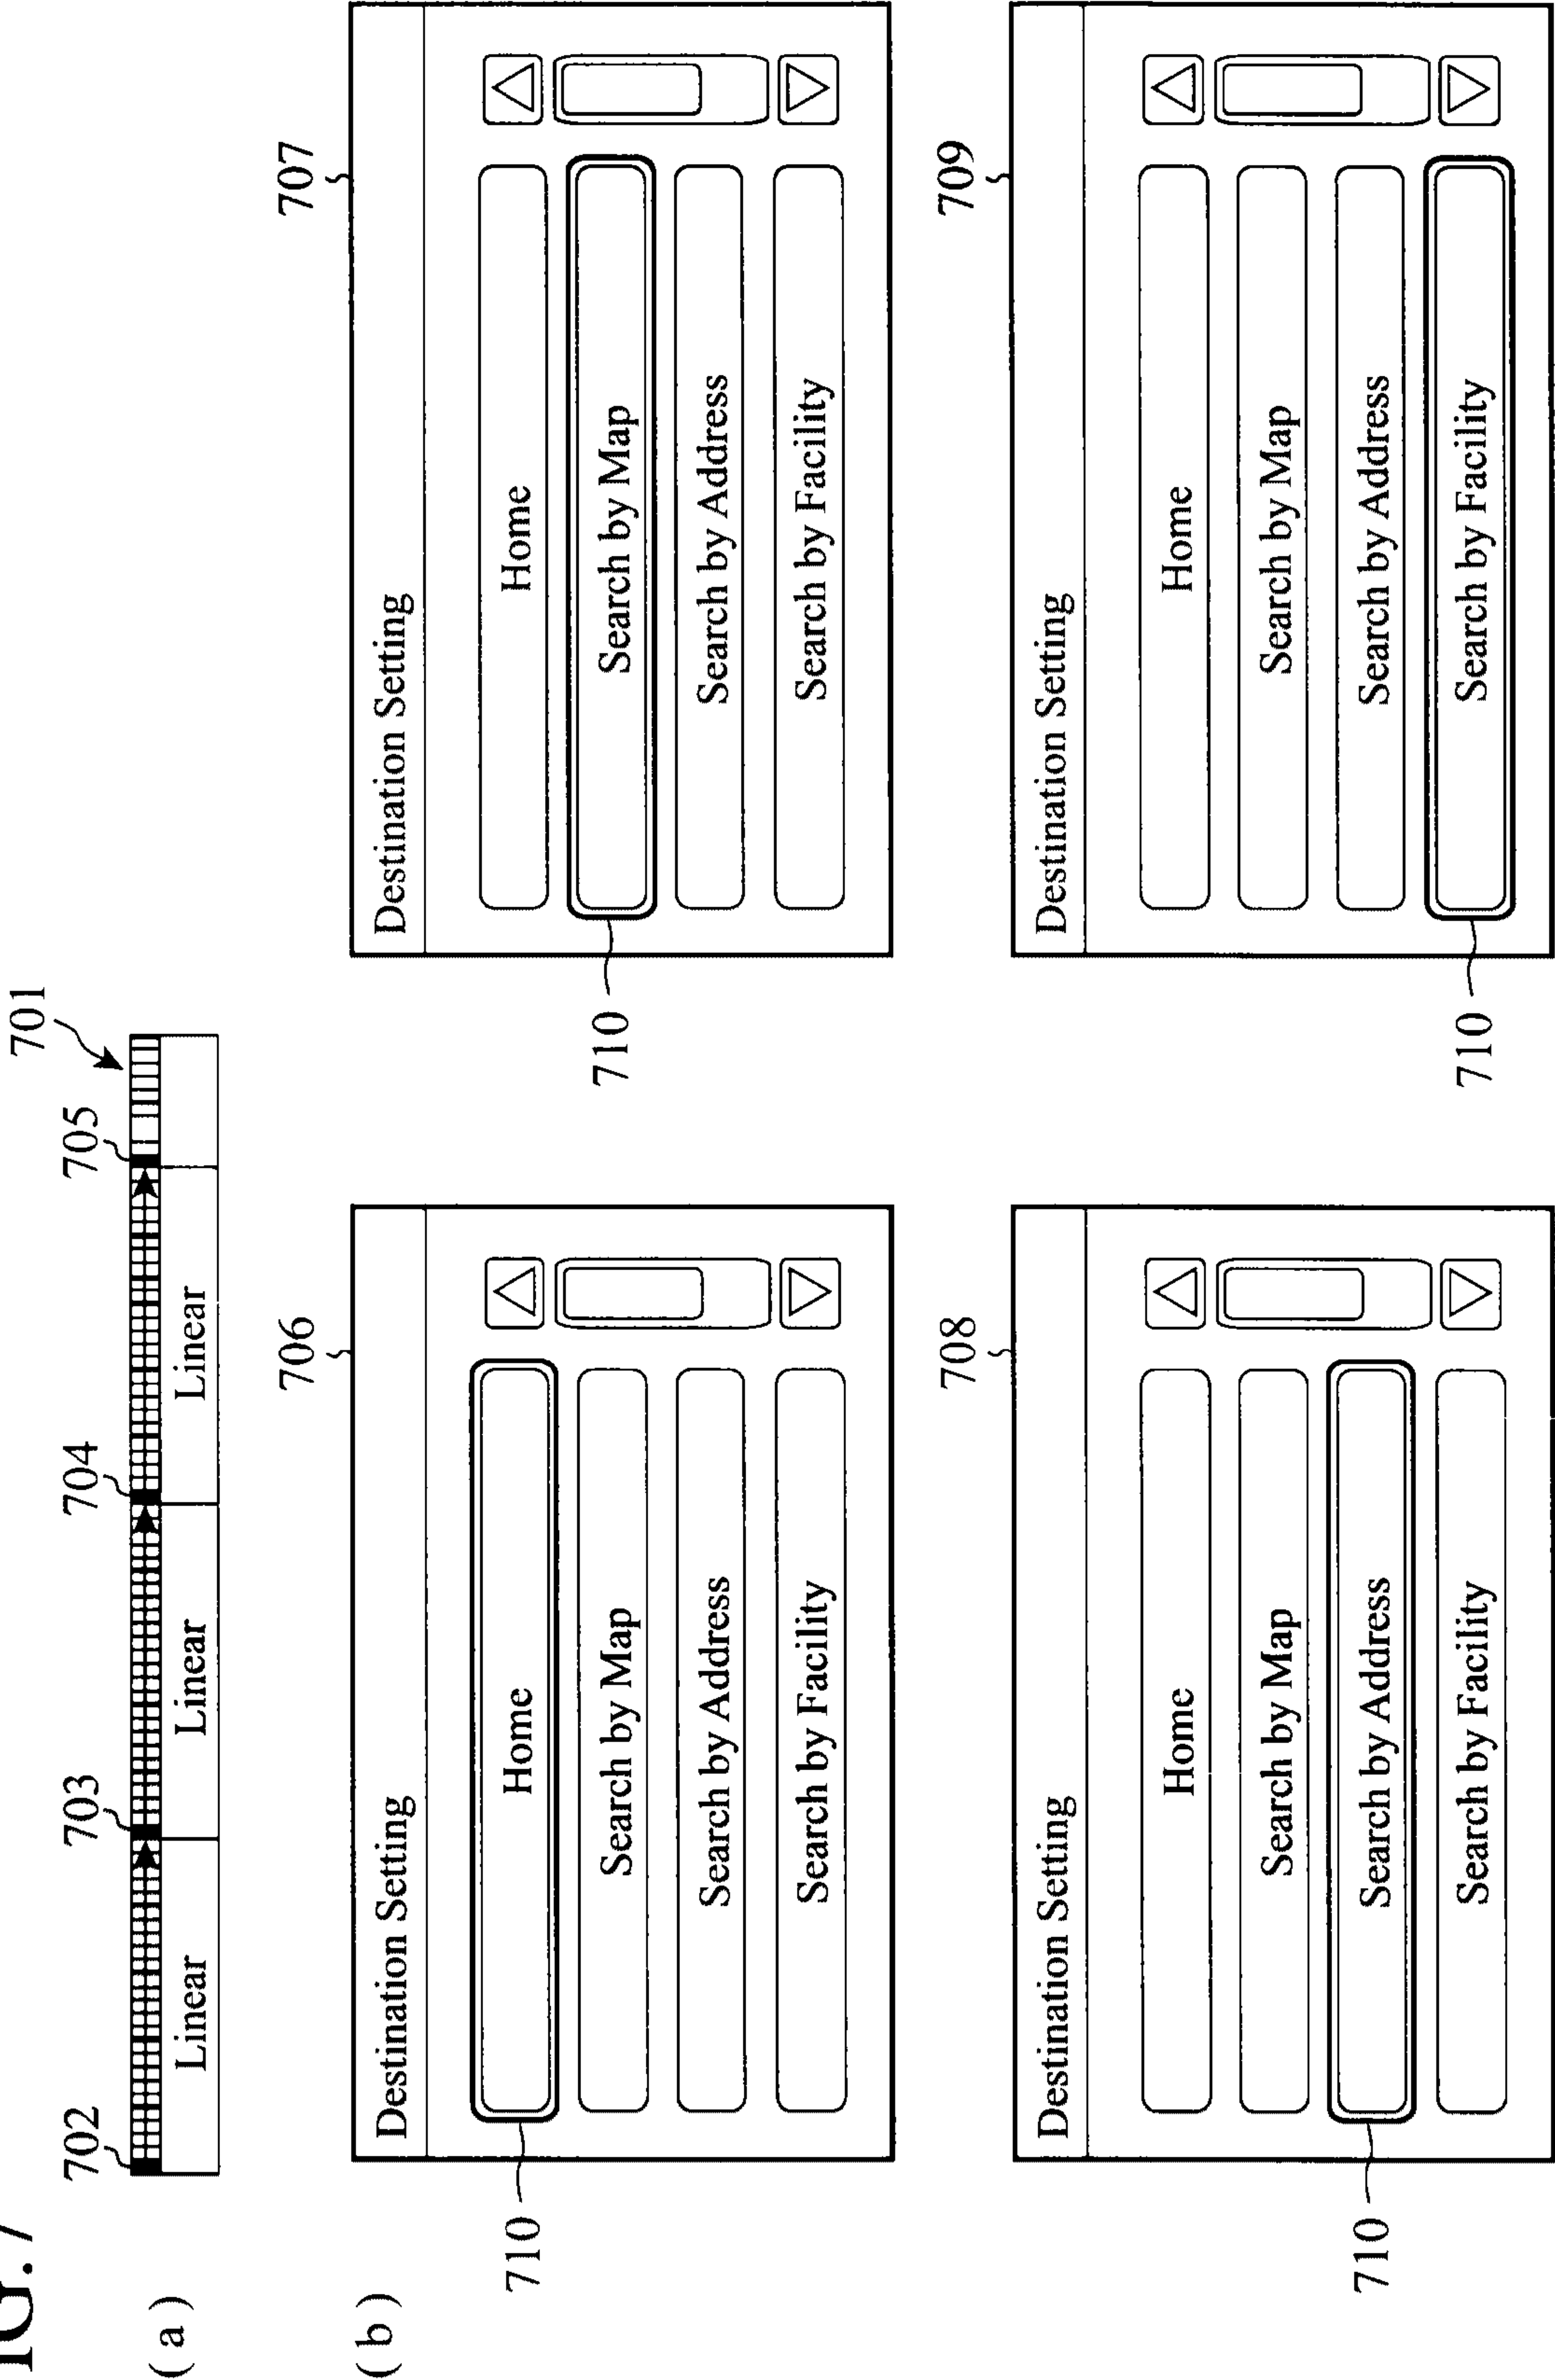 FIG.7
(a)
701
702 703 704 705
Linear Linear Linear
(b)
706
Destination Setting
Home
Search by Map
Search by Address
Search by Facility
710
707
Destination Setting
Home
Search by Map
Search by Address
Search by Facility
710
708
Destination Setting
Home
Search by Map
Search by Address
Search by Facility
710
709
Destination Setting
Home
Search by Map
Search by Address
Search by Facility
710